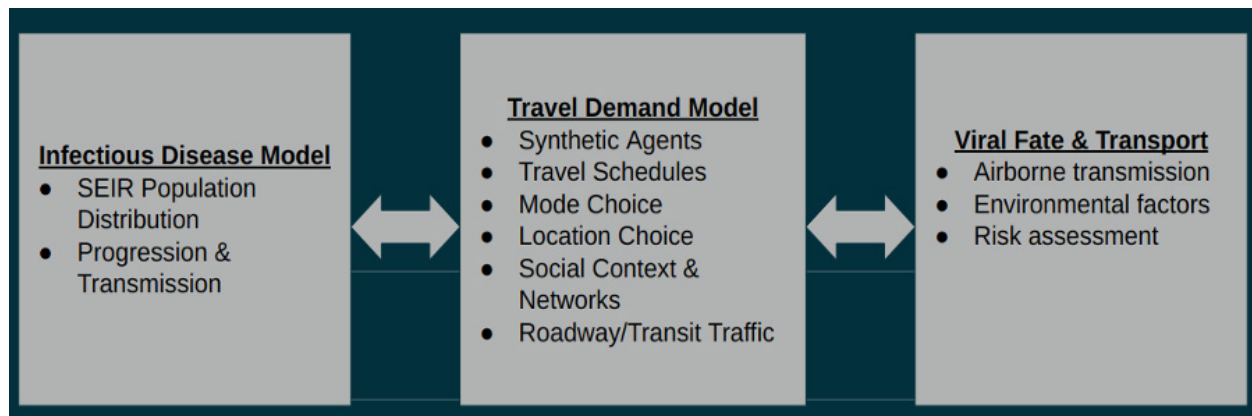 Infectious Disease Model
● SEIR Population
Distribution
● Progression &
Transmission
Travel Demand Model
● Synthetic Agents
● Travel Schedules
● Mode Choice
● Location Choice
● Social Context &
Networks
● Roadway/Transit Traffic
Viral Fate & Transport
● Airborne transmission
● Environmental factors
● Risk assessment